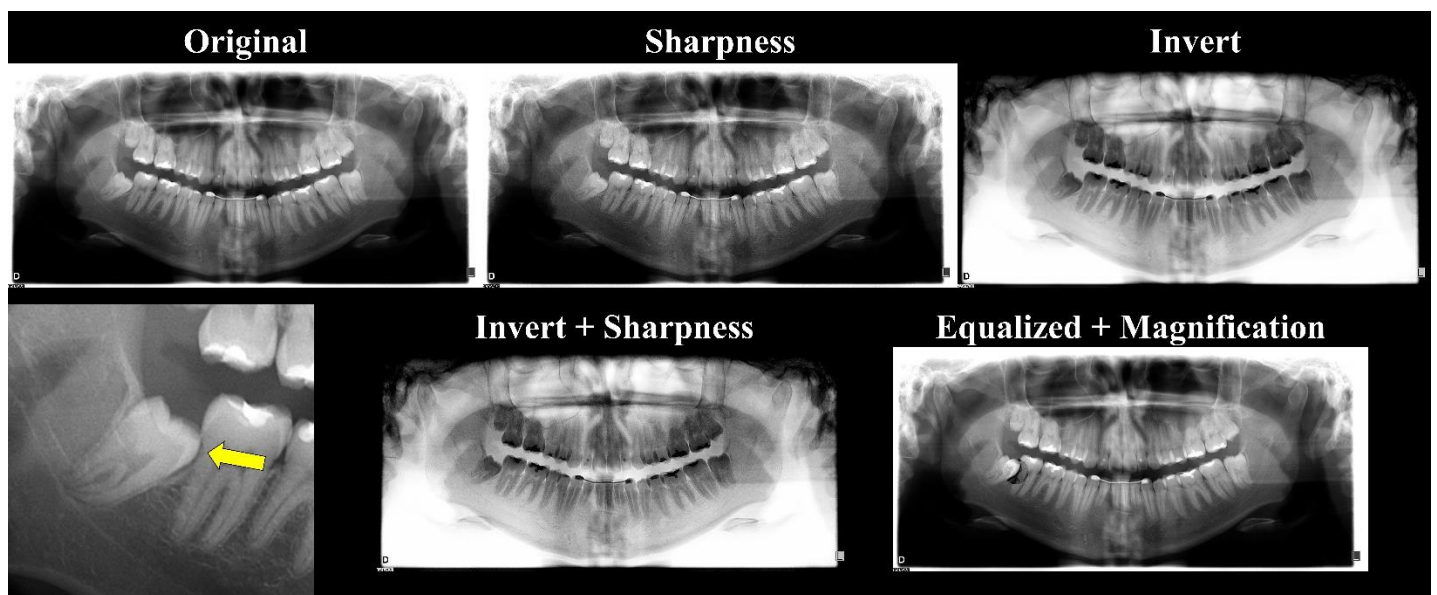 Original
Sharpness
Invert
D
L
D
L
D
L
Invert + Sharpness
Equalized + Magnification
D
L
D
L